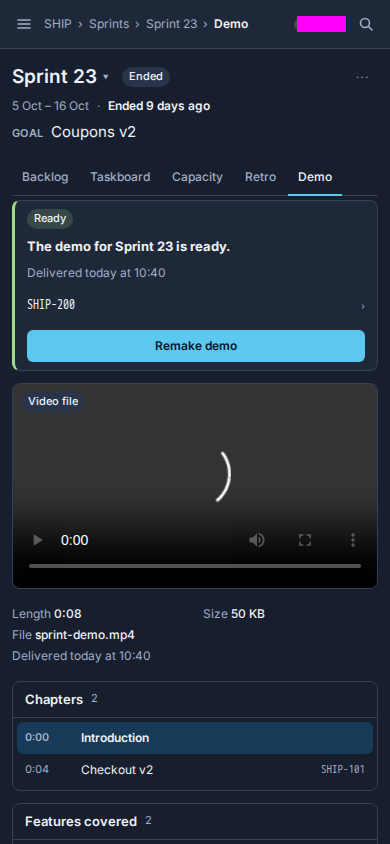 SHIP › Sprints › Sprint 23 › Demo
Sprint 23 ▾ Ended ···
5 Oct – 16 Oct · Ended 9 days ago
GOAL Coupons v2
Backlog Taskboard Capacity Retro Demo
Ready
The demo for Sprint 23 is ready.
Delivered today at 10:40
SHIP-200 ›
Remake demo
Video file
0:00
Length 0:08 Size 50 KB
File sprint-demo.mp4
Delivered today at 10:40
Chapters 2
0:00 Introduction
0:04 Checkout v2 SHIP-101
Features covered 2